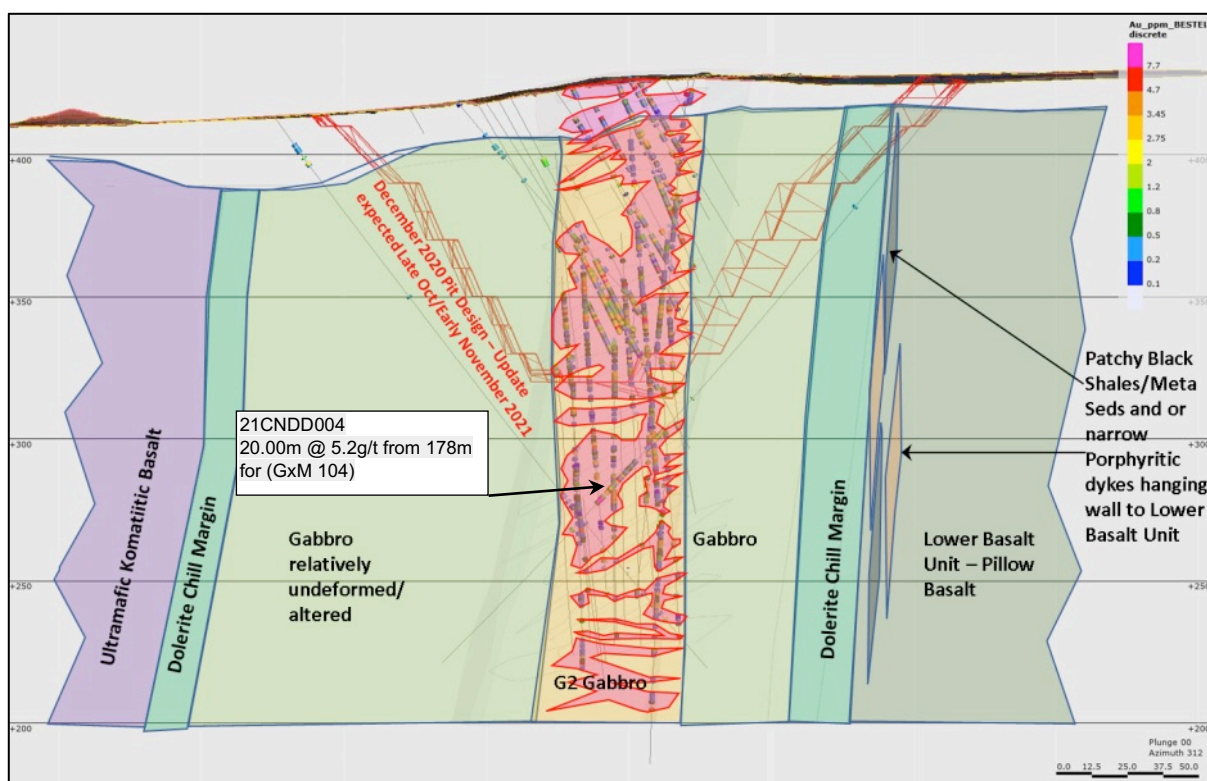 Au_ppm_BESTEI
discrete
7.7
4.7
3.45
2.75
2
1.2
0.8
0.5
0.2
0.1
+400
+400
+350
+350
+300
+300
+250
+250
+200
+200
December 2020 Pit Design – Update
expected Late Oct/Early November 2021
21CNDD004
20.00m @ 5.2g/t from 178m
for (GxM 104)
Ultramafic Komatiitic Basalt
Dolerite Chill Margin
Gabbro
relatively
undeformed/
altered
G2 Gabbro
Gabbro
Dolerite Chill Margin
Lower Basalt
Unit – Pillow
Basalt
Patchy Black
Shales/Meta
Seds and or
narrow
Porphyritic
dykes hanging
wall to Lower
Basalt Unit
Plunge 00
Azimuth 312
0.0 12.5 25.0 37.5 50.0